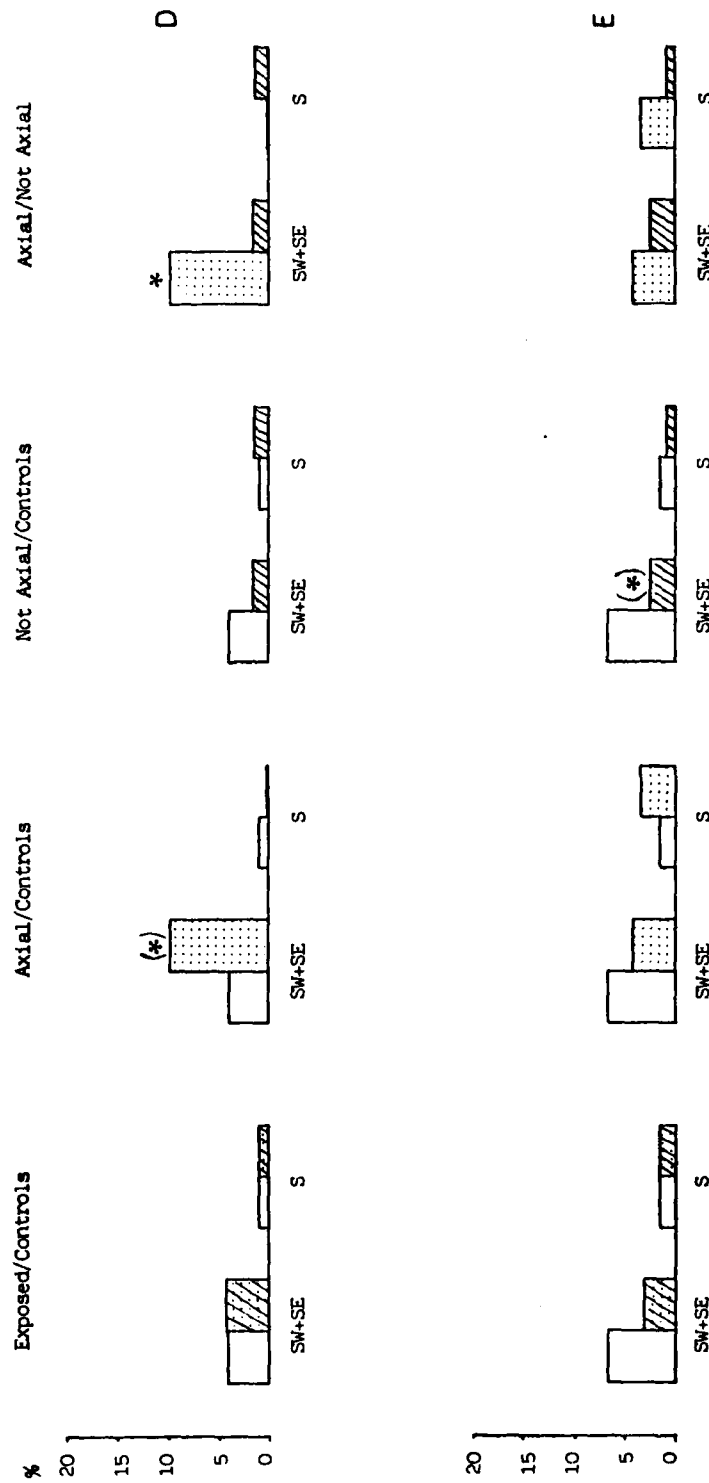 % Exposed/Controls Axial/Controls Not Axial/Controls Axial/Not Axial
20
15
10
5
0
(*) *
D
SW+SE S SW+SE S SW+SE S SW+SE S
20
15
10
5
0
(*)
E
SW+SE S SW+SE S SW+SE S SW+SE S